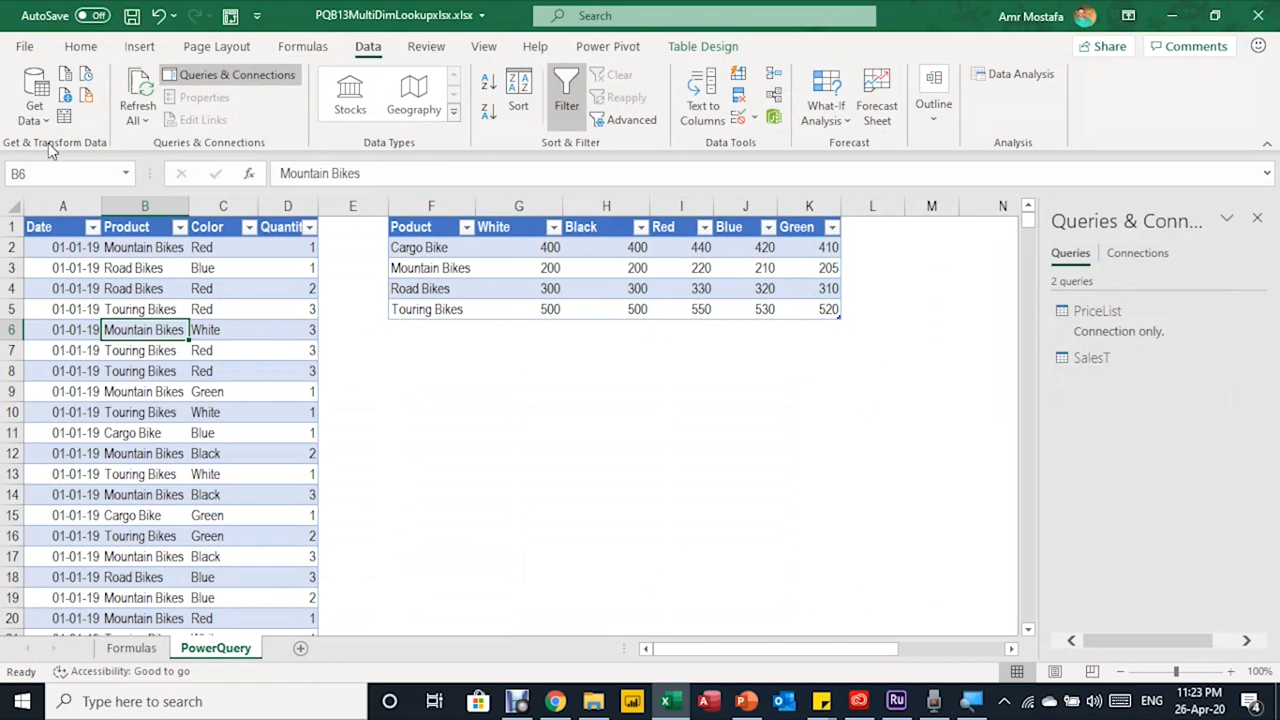 AutoSave Off PQB13MultiDimLookupxlsx.xlsx Search Amr Mostafa
File Home Insert Page Layout Formulas Data Review View Help Power Pivot Table Design Share Comments
Get Data Refresh All Queries & Connections Properties Edit Links Stocks Geography Sort Filter Clear Reapply Advanced Text to Columns What-If Analysis Forecast Sheet Outline Data Analysis
Get & Transform Data Queries & Connections Data Types Sort & Filter Data Tools Forecast Analysis
B6 fx Mountain Bikes
A B C D E F G H I J K L M N
1 Date Product Color Quantit Poduct White Black Red Blue Green
2 01-01-19 Mountain Bikes Red 1 Cargo Bike 400 400 440 420 410
3 01-01-19 Road Bikes Blue 1 Mountain Bikes 200 200 220 210 205
4 01-01-19 Road Bikes Red 2 Road Bikes 300 300 330 320 310
5 01-01-19 Touring Bikes Red 3 Touring Bikes 500 500 550 530 520
6 01-01-19 Mountain Bikes White 3
7 01-01-19 Touring Bikes Red 3
8 01-01-19 Touring Bikes Red 3
9 01-01-19 Mountain Bikes Green 1
10 01-01-19 Touring Bikes White 1
11 01-01-19 Cargo Bike Blue 1
12 01-01-19 Mountain Bikes Black 2
13 01-01-19 Touring Bikes White 1
14 01-01-19 Mountain Bikes Black 3
15 01-01-19 Cargo Bike Green 1
16 01-01-19 Touring Bikes Green 2
17 01-01-19 Mountain Bikes Black 3
18 01-01-19 Road Bikes Blue 3
19 01-01-19 Mountain Bikes Blue 2
20 01-01-19 Mountain Bikes Red 1
Queries & Conn...
Queries Connections
2 queries
PriceList
Connection only.
SalesT
Formulas PowerQuery
Ready Accessibility: Good to go 100%
Type here to search ENG 11:23 PM
26-Apr-20 4